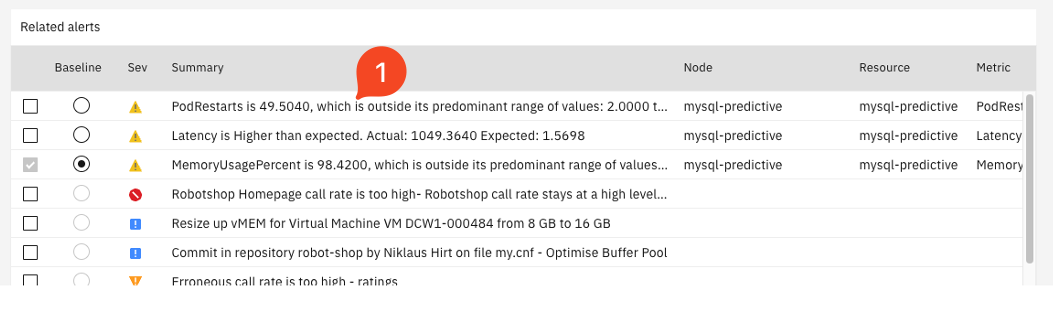 Related alerts
Baseline Sev Summary Node Resource Metric
1
PodRestarts is 49.5040, which is outside its predominant range of values: 2.0000 t... mysql-predictive mysql-predictive PodRest
Latency is Higher than expected. Actual: 1049.3640 Expected: 1.5698 mysql-predictive mysql-predictive Latency
MemoryUsagePercent is 98.4200, which is outside its predominant range of values... mysql-predictive mysql-predictive Memory
Robotshop Homepage call rate is too high- Robotshop call rate stays at a high level...
Resize up vMEM for Virtual Machine VM DCW1-000484 from 8 GB to 16 GB
Commit in repository robot-shop by Niklaus Hirt on file my.cnf - Optimise Buffer Pool
Erroneous call rate is too high - ratings